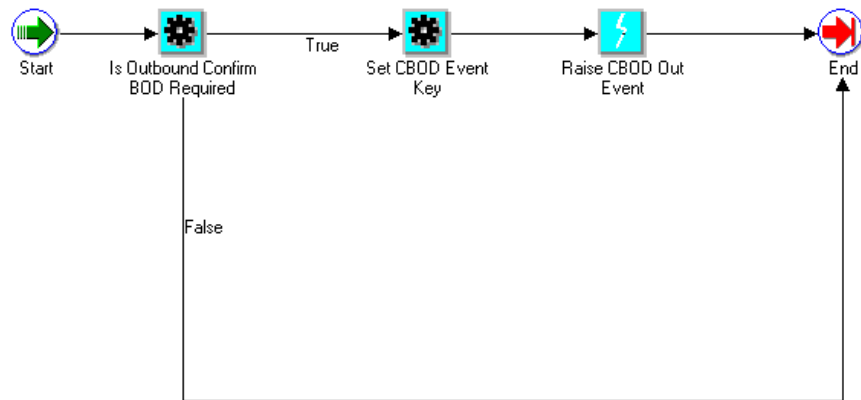 Start
Is Outbound Confirm
BOD Required
True
Set CBOD Event
Key
Raise CBOD Out
Event
End
False